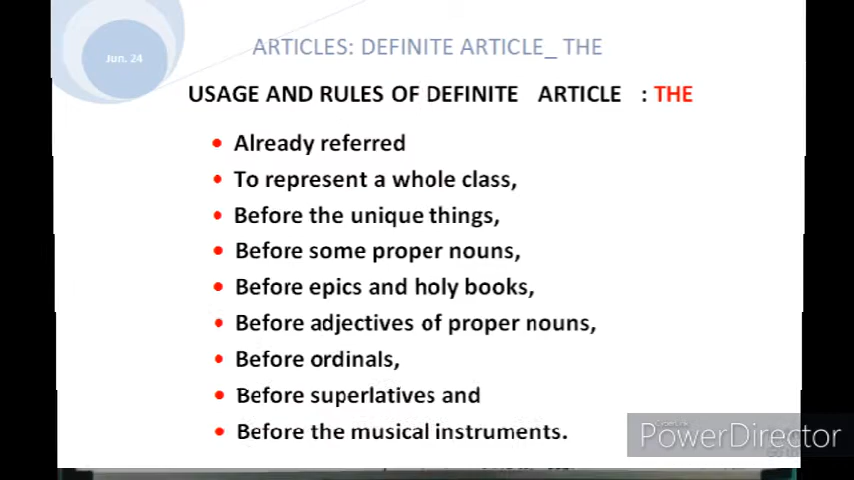 Jun. 24
ARTICLES: DEFINITE ARTICLE_ THE
USAGE AND RULES OF DEFINITE ARTICLE : THE
• Already referred
• To represent a whole class,
• Before the unique things,
• Before some proper nouns,
• Before epics and holy books,
• Before adjectives of proper nouns,
• Before ordinals,
• Before superlatives and
• Before the musical instruments.
CyberLink
PowerDirector